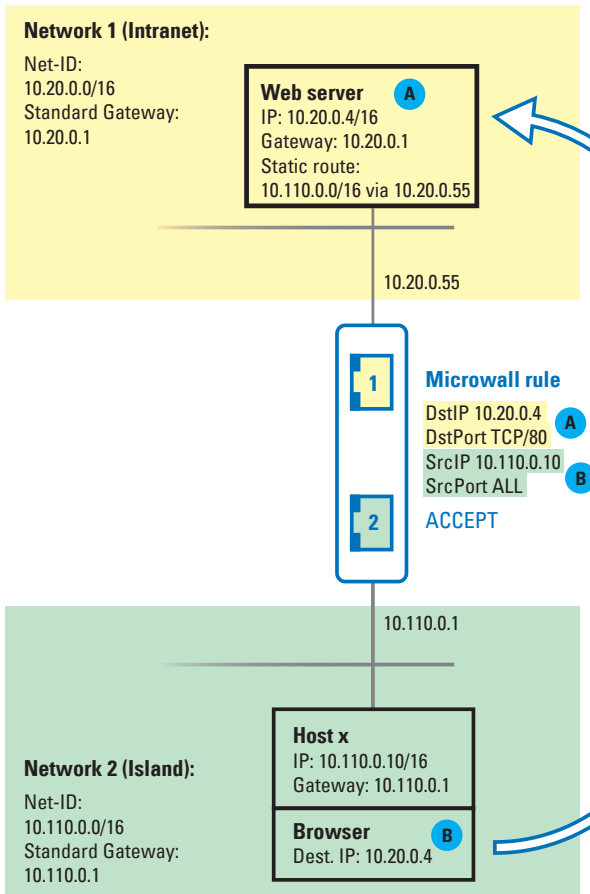 Network 1 (Intranet):
Net-ID:
10.20.0.0/16
Standard Gateway:
10.20.0.1
Web server A
IP: 10.20.0.4/16
Gateway: 10.20.0.1
Static route:
10.110.0.0/16 via 10.20.0.55
10.20.0.55
1
Microwall rule
DstIP 10.20.0.4
DstPort TCP/80
A
SrcIP 10.110.0.10
SrcPort ALL
B
2
ACCEPT
10.110.0.1
Host x
IP: 10.110.0.10/16
Gateway: 10.110.0.1
Browser B
Dest. IP: 10.20.0.4
Network 2 (Island):
Net-ID:
10.110.0.0/16
Standard Gateway:
10.110.0.1